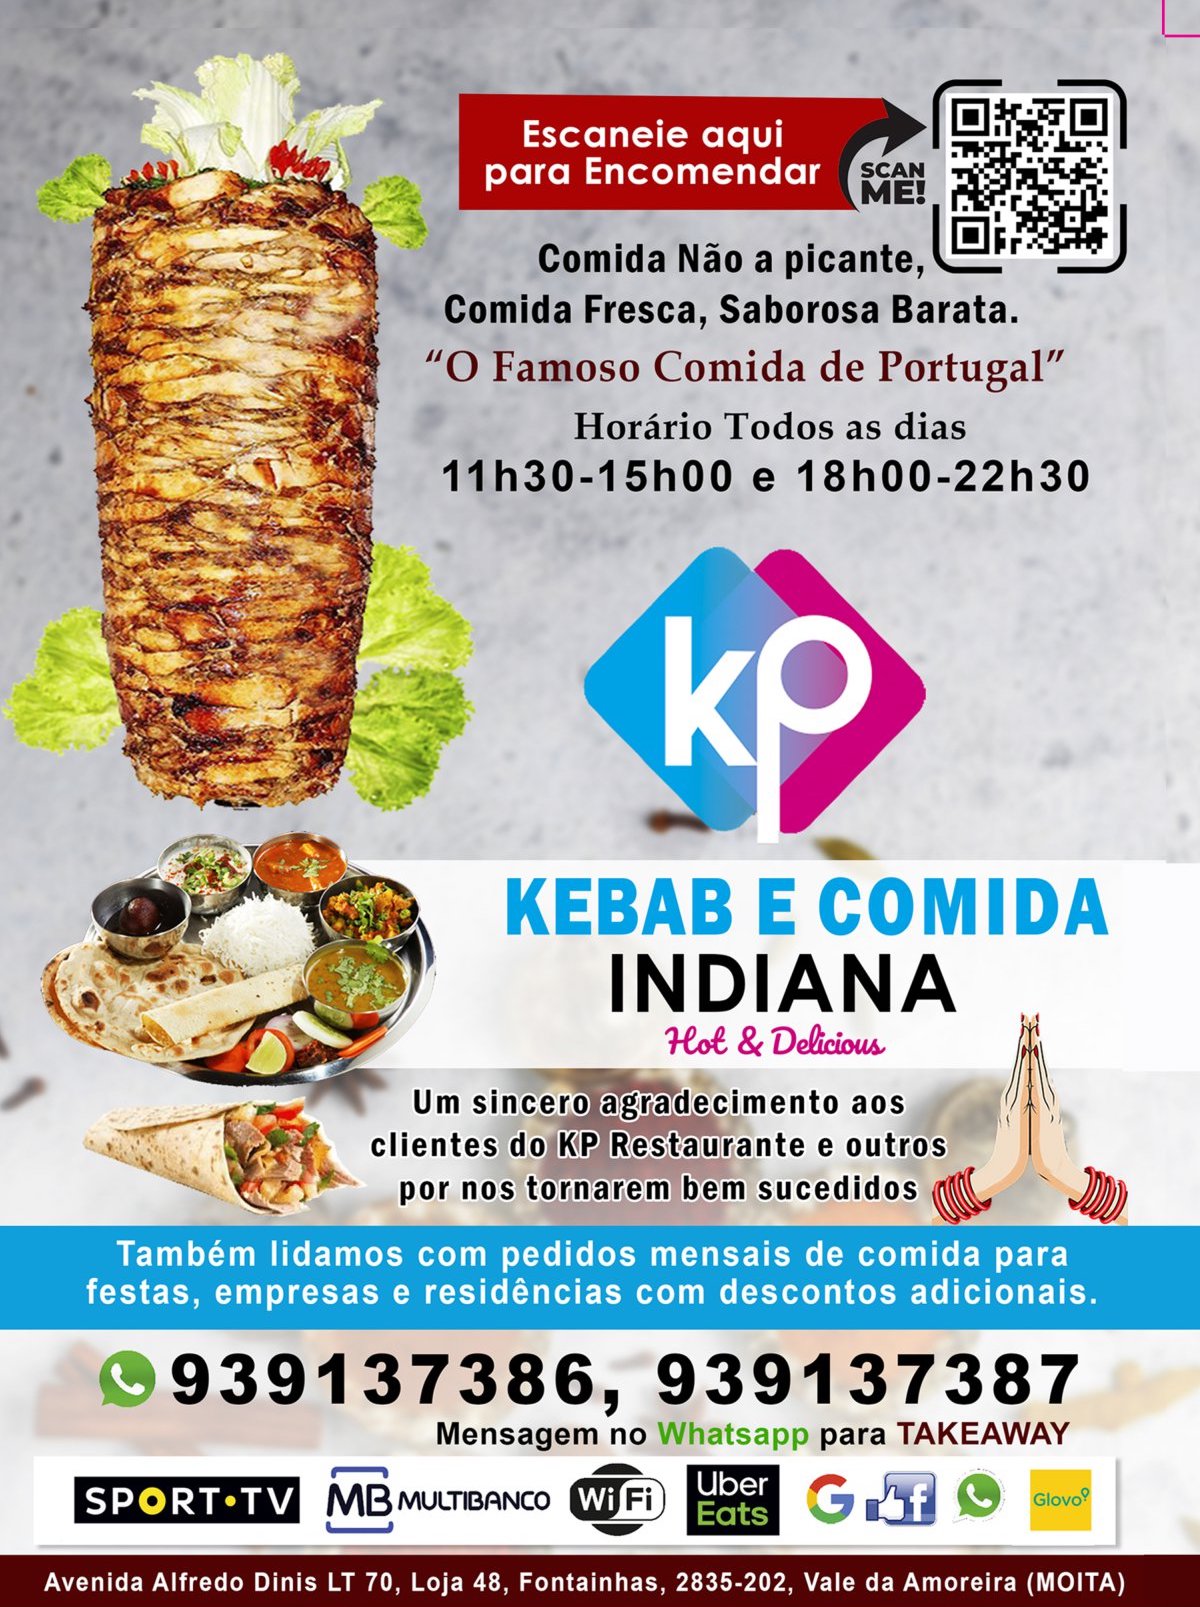 Escaneie aqui
para Encomendar
SCAN
ME!
Comida Não a picante,
Comida Fresca, Saborosa Barata.
“O Famoso Comida de Portugal”
Horário Todos as dias
11h30-15h00 e 18h00-22h30
kp
KEBAB E COMIDA
INDIANA
Hot & Delicious
Um sincero agradecimento aos
clientes do KP Restaurante e outros
por nos tornarem bem sucedidos
Também lidamos com pedidos mensais de comida para
festas, empresas e residências com descontos adicionais.
939137386, 939137387
Mensagem no Whatsapp para TAKEAWAY
SPORT•TV MB MULTIBANCO WiFi Uber Eats G f Glovo
Avenida Alfredo Dinis LT 70, Loja 48, Fontainhas, 2835-202, Vale da Amoreira (MOITA)